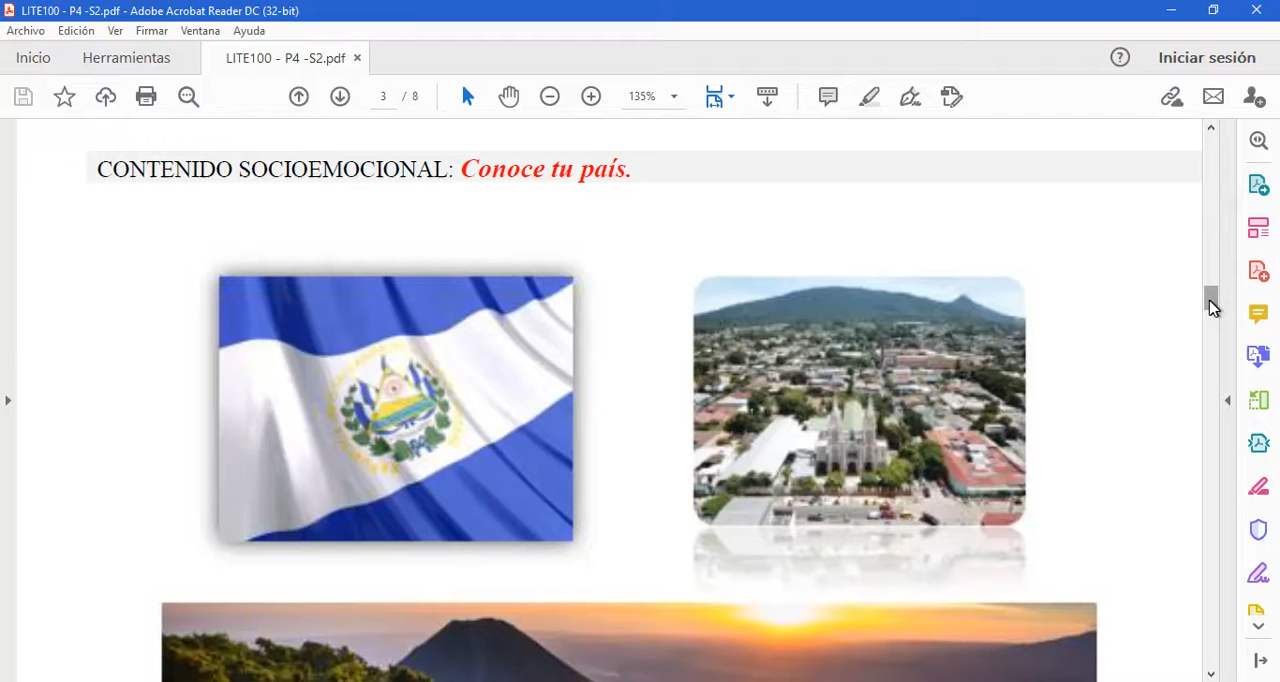 LITE100 - P4 -S2.pdf - Adobe Acrobat Reader DC (32-bit)
Archivo Edición Ver Firmar Ventana Ayuda
Inicio Herramientas LITE100 - P4 -S2.pdf × Iniciar sesión
3 / 8 135%
CONTENIDO SOCIOEMOCIONAL: Conoce tu país.